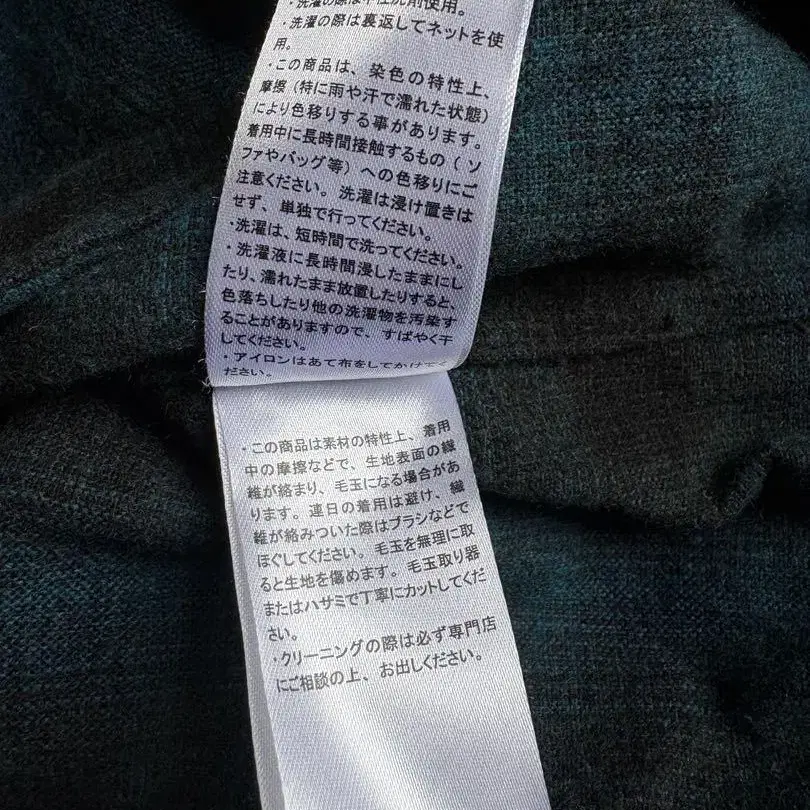 ・洗濯の際は中性洗剤使用。
・洗濯の際は裏返してネットを使
用。
・この商品は、染色の特性上、
摩擦（特に雨や汗で濡れた状態）
により色移りする事があります。
着用中に長時間接触するもの（ソ
ファやバッグ等）への色移りにご
注意ください。洗濯は浸け置きは
せず、単独で行ってください。
・洗濯は、短時間で洗ってください。
・洗濯液に長時間浸したままにし
たり、濡れたまま放置したりすると、
色落ちしたり他の洗濯物を汚染す
ることがありますので、すばやく干
してください。
・アイロンはあて布をしてかけてく
ださい。
・この商品は素材の特性上、着用
中の摩擦などで、生地表面の繊
維が絡まり、毛玉になる場合があ
ります。連日の着用は避け、繊
維が絡みついた際はブラシなどで
ほぐしてください。毛玉を無理に取
ると生地を傷めます。毛玉取り器
またはハサミで丁寧にカットしてくだ
さい。
・クリーニングの際は必ず専門店
にご相談の上、お出しください。